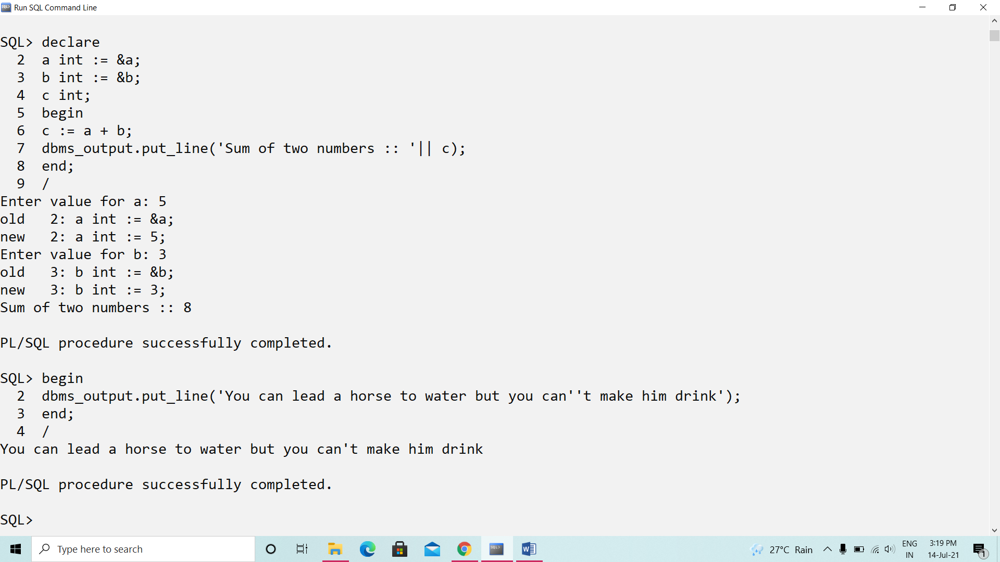 Run SQL Command Line
SQL> declare
  2  a int := &a;
  3  b int := &b;
  4  c int;
  5  begin
  6  c := a + b;
  7  dbms_output.put_line('Sum of two numbers :: '|| c);
  8  end;
  9  /
Enter value for a: 5
old   2: a int := &a;
new   2: a int := 5;
Enter value for b: 3
old   3: b int := &b;
new   3: b int := 3;
Sum of two numbers :: 8
PL/SQL procedure successfully completed.
SQL> begin
  2  dbms_output.put_line('You can lead a horse to water but you can''t make him drink');
  3  end;
  4  /
You can lead a horse to water but you can't make him drink
PL/SQL procedure successfully completed.
SQL>
Type here to search
SQL>
W
27°C Rain
ENG
IN
3:19 PM
14-Jul-21
1